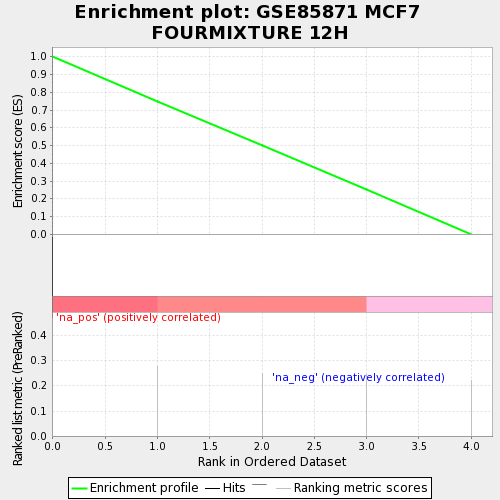 Enrichment plot: GSE85871 MCF7
FOURMIXTURE 12H
Enrichment score (ES)
1.0
0.9
0.8
0.7
0.6
0.5
0.4
0.3
0.2
0.1
0.0
'na_pos' (positively correlated)
'na_neg' (negatively correlated)
Ranked list metric (PreRanked)
0.4
0.3
0.2
0.1
0.0
0.0 0.5 1.0 1.5 2.0 2.5 3.0 3.5 4.0
Rank in Ordered Dataset
Enrichment profile Hits Ranking metric scores